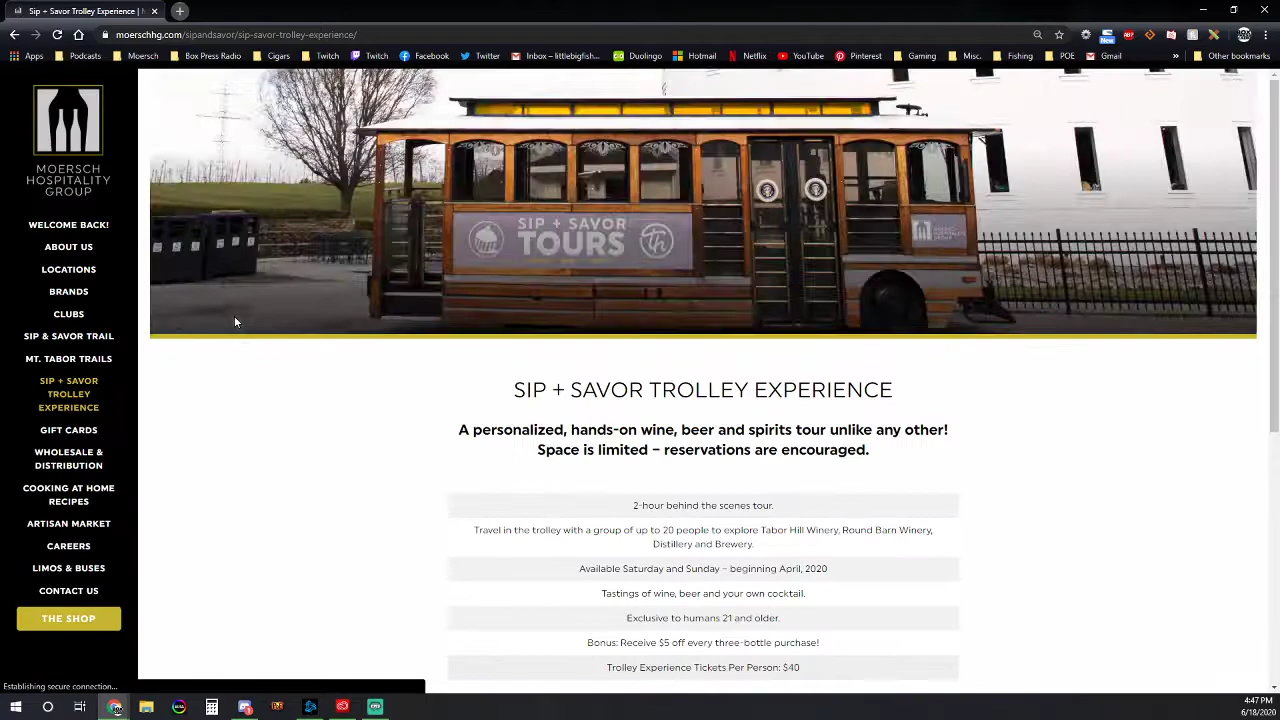 Sip + Savor Trolley Experience |
moerschhg.com/sipandsavor/sip-savor-trolley-experience/
Apps
Podcasts
Moersch
Box Press Radio
Cigars
Twitch
Twitch
Facebook
Twitter
Inbox – littlebigfish...
Duolingo
Hotmail
Netflix
YouTube
Pinterest
Gaming
Misc.
Fishing
POE
Gmail
»
Other bookmarks
New
MOERSCH
HOSPITALITY
GROUP
WELCOME BACK!
ABOUT US
LOCATIONS
BRANDS
CLUBS
SIP & SAVOR TRAIL
MT. TABOR TRAILS
SIP + SAVOR
TROLLEY
EXPERIENCE
GIFT CARDS
WHOLESALE &
DISTRIBUTION
COOKING AT HOME
RECIPES
ARTISAN MARKET
CAREERS
LIMOS & BUSES
CONTACT US
THE SHOP
SIP + SAVOR
TOURS
SIP + SAVOR TROLLEY EXPERIENCE
A personalized, hands-on wine, beer and spirits tour unlike any other!
Space is limited – reservations are encouraged.
2-hour behind the scenes tour.
Travel in the trolley with a group of up to 20 people to explore Tabor Hill Winery, Round Barn Winery,
Distillery and Brewery.
Available Saturday and Sunday – beginning April, 2020
Tastings of wine, beer and your own cocktail.
Exclusive to humans 21 and older.
Bonus: Receive $5 off every three-bottle purchase!
Trolley Experience Tickets Per Person: $40
Establishing secure connection...
4:47 PM
6/18/2020